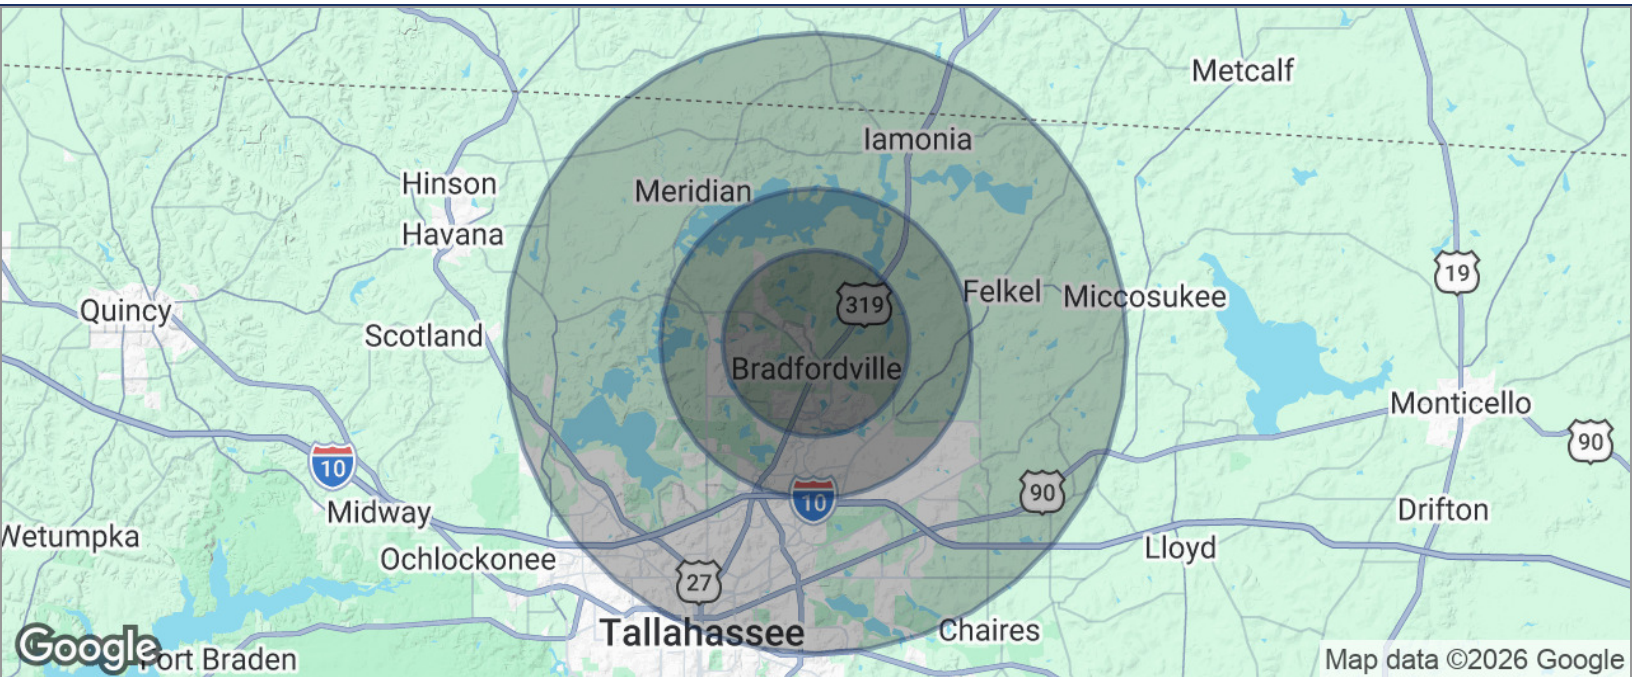 Metcalf
Iamonia
Hinson
Meridian
Havana
19
Felkel
Miccosukee
319
Quincy
Scotland
Bradfordville
Monticello
90
10
90
10
Midway
Drifton
Wetumpka
Lloyd
Ochlockonee
27
Tallahassee
Chaires
Google
Fort Braden
Map data ©2026 Google